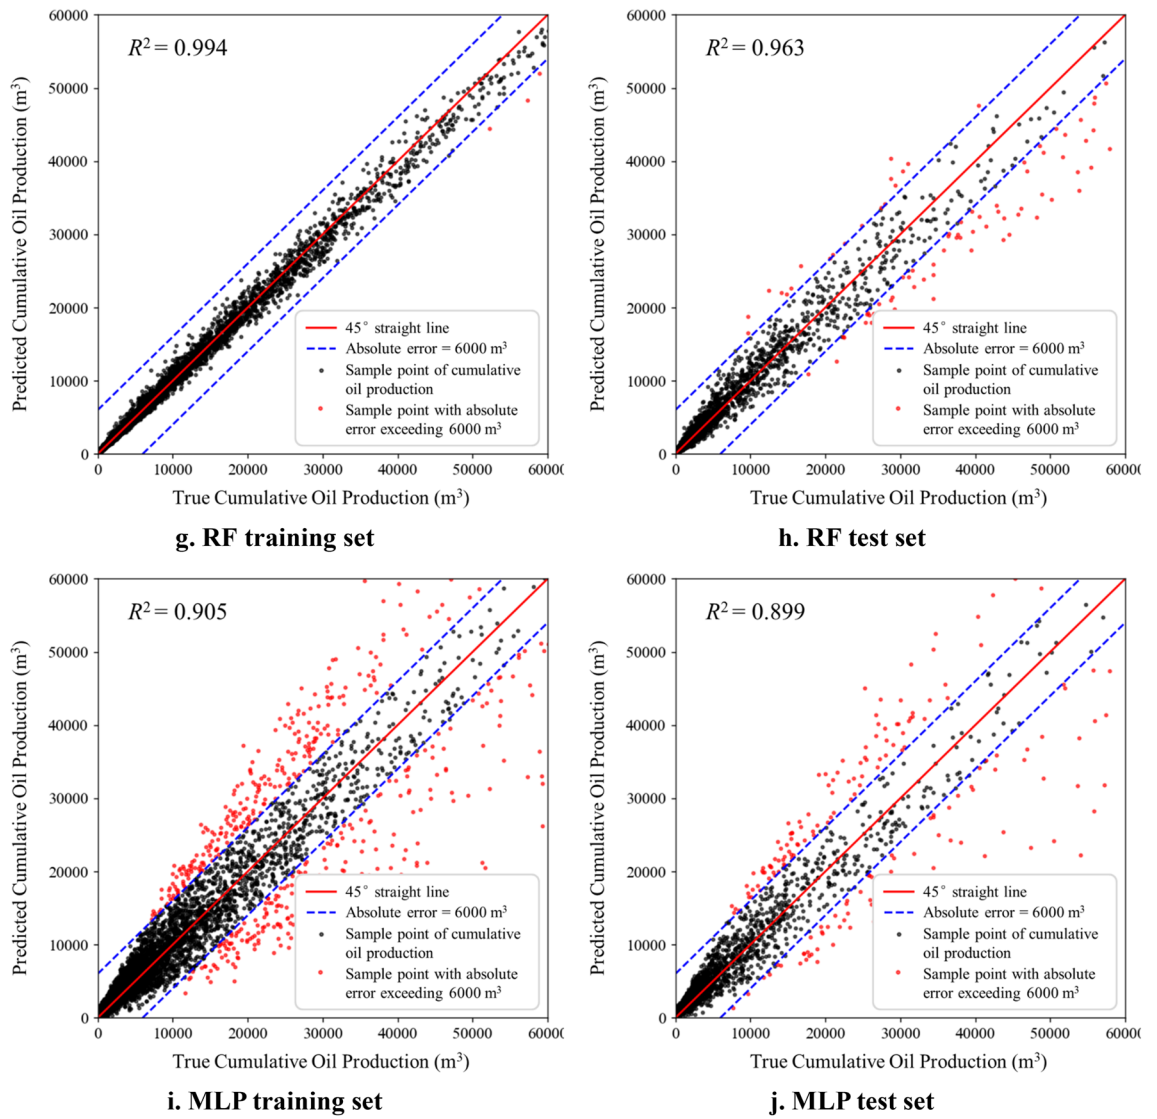 R² = 0.994
60000
50000
40000
30000
20000
10000
0
Predicted Cumulative Oil Production (m³)
45° straight line
Absolute error = 6000 m³
Sample point of cumulative
oil production
Sample point with absolute
error exceeding 6000 m³
0 10000 20000 30000 40000 50000 6000
True Cumulative Oil Production (m³)
g. RF training set
R² = 0.963
60000
50000
40000
30000
20000
10000
0
Predicted Cumulative Oil Production (m³)
45° straight line
Absolute error = 6000 m³
Sample point of cumulative
oil production
Sample point with absolute
error exceeding 6000 m³
0 10000 20000 30000 40000 50000 6000
True Cumulative Oil Production (m³)
h. RF test set
R² = 0.905
60000
50000
40000
30000
20000
10000
0
Predicted Cumulative Oil Production (m³)
45° straight line
Absolute error = 6000 m³
Sample point of cumulative
oil production
Sample point with absolute
error exceeding 6000 m³
0 10000 20000 30000 40000 50000 6000
True Cumulative Oil Production (m³)
i. MLP training set
R² = 0.899
60000
50000
40000
30000
20000
10000
0
Predicted Cumulative Oil Production (m³)
45° straight line
Absolute error = 6000 m³
Sample point of cumulative
oil production
Sample point with absolute
error exceeding 6000 m³
0 10000 20000 30000 40000 50000 6000
True Cumulative Oil Production (m³)
j. MLP test set